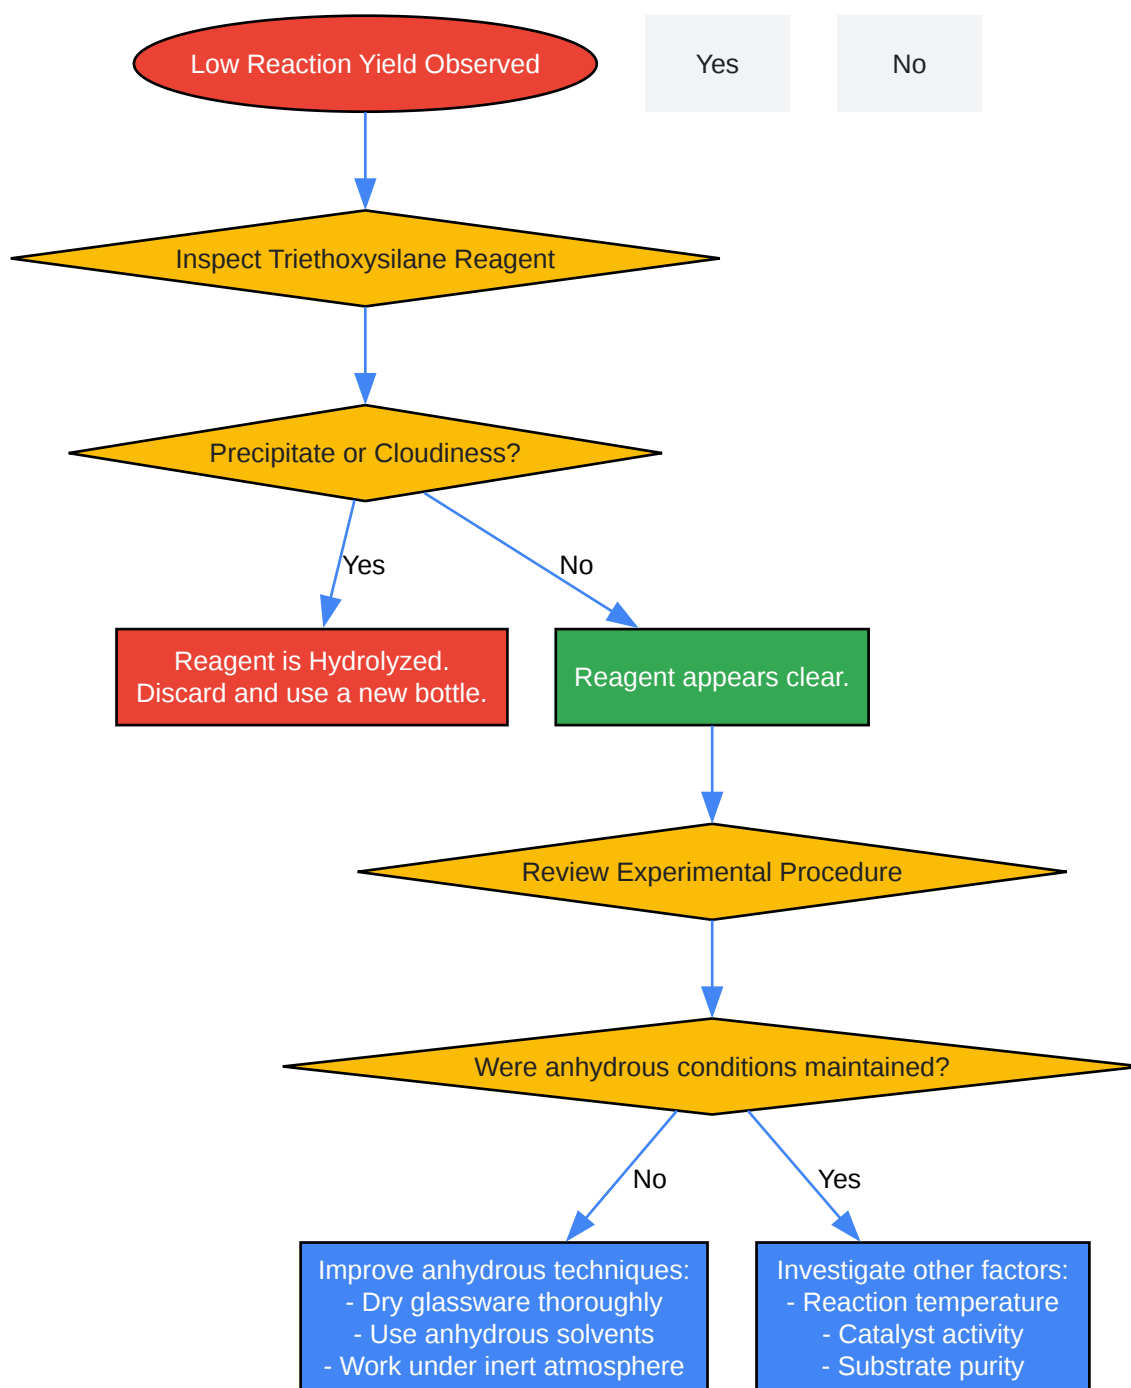 Low Reaction Yield Observed
Yes
No
Inspect Triethoxysilane Reagent
Precipitate or Cloudiness?
Yes
No
Reagent is Hydrolyzed.
Discard and use a new bottle.
Reagent appears clear.
Review Experimental Procedure
Were anhydrous conditions maintained?
No
Yes
Improve anhydrous techniques:
- Dry glassware thoroughly
- Use anhydrous solvents
- Work under inert atmosphere
Investigate other factors:
- Reaction temperature
- Catalyst activity
- Substrate purity